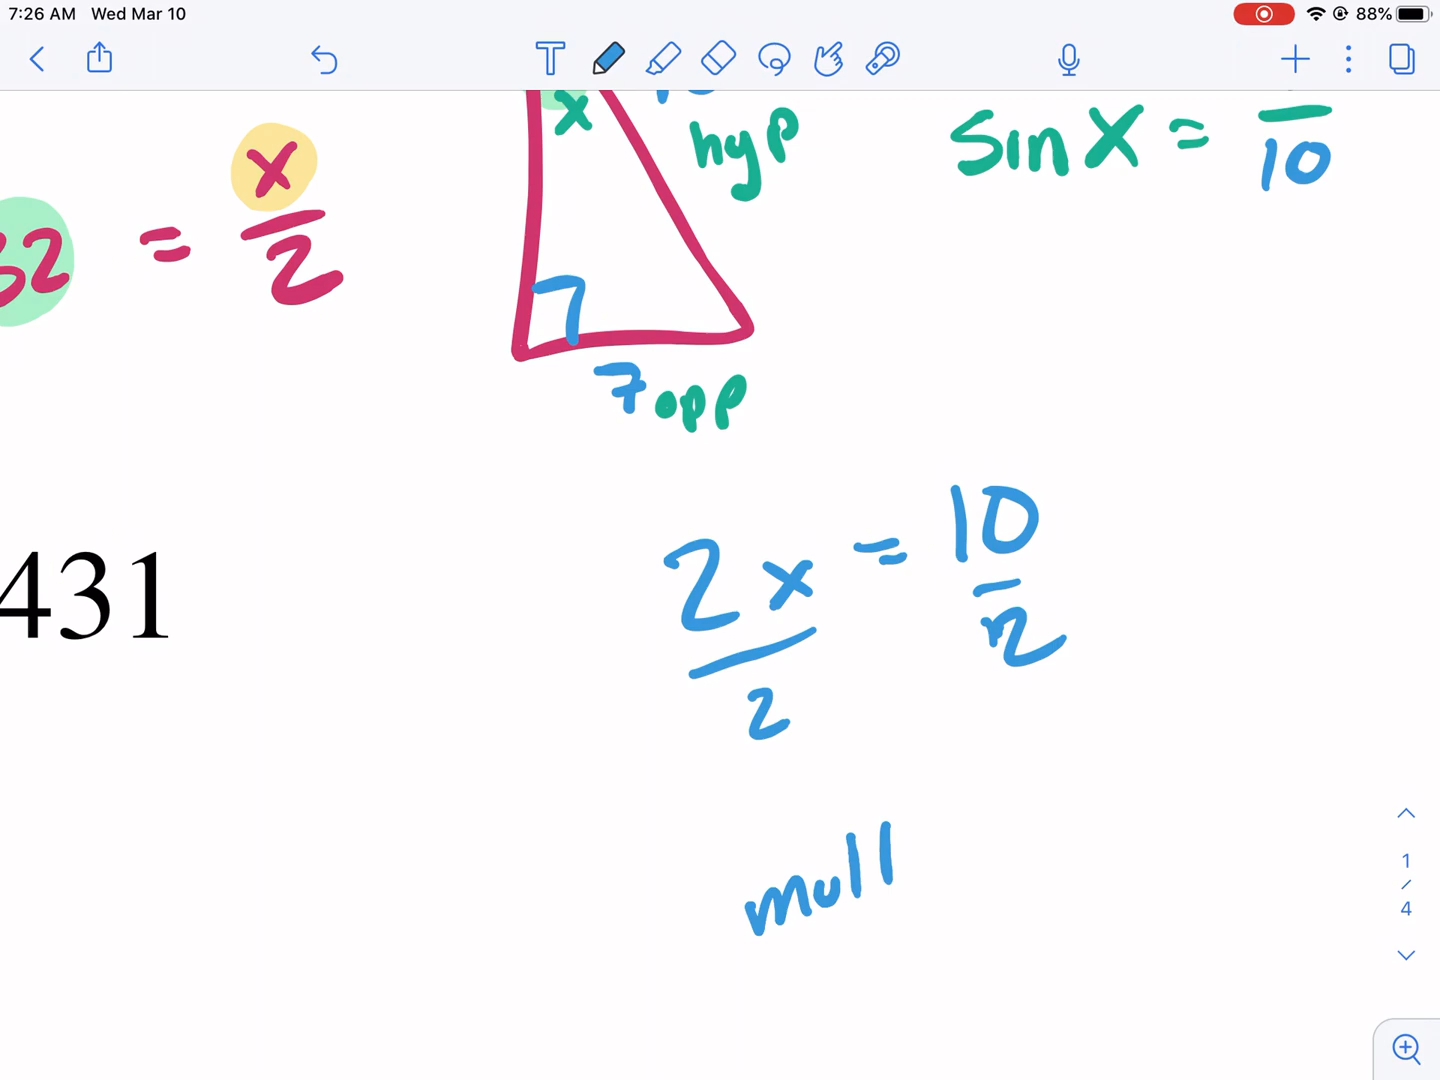 7:26 AM Wed Mar 10
88%
T
x
hyp
sin X =
10
x
32 = 2
7 opp
431
2x = 10
2 2
mull
1
/
4